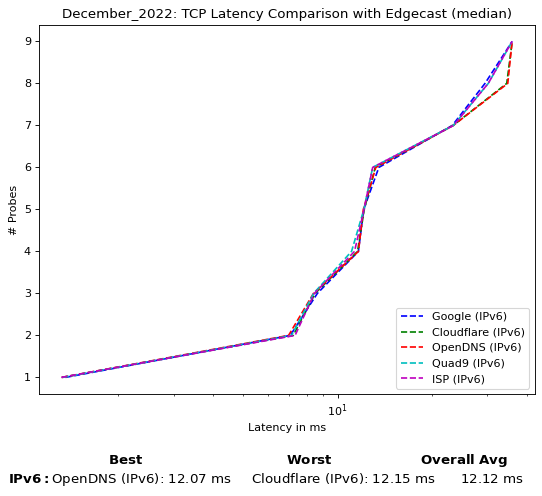 December_2022: TCP Latency Comparison with Edgecast (median)
# Probes
9
8
7
6
5
4
3
2
1
Google (IPv6)
Cloudflare (IPv6)
OpenDNS (IPv6)
Quad9 (IPv6)
ISP (IPv6)
10¹
Latency in ms
Best Worst Overall Avg
IPv6: OpenDNS (IPv6): 12.07 ms Cloudflare (IPv6): 12.15 ms 12.12 ms